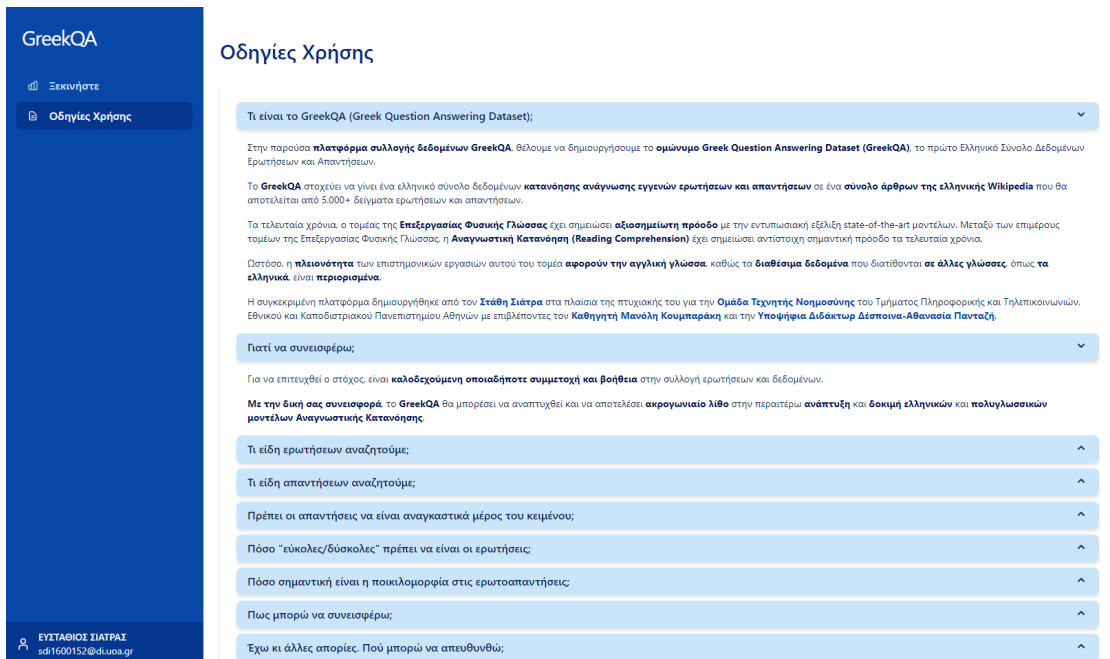 GreekQA
Ξεκινήστε
Οδηγίες Χρήσης
Οδηγίες Χρήσης
Τι είναι το GreekQA (Greek Question Answering Dataset);
Στην παρούσα πλατφόρμα συλλογής δεδομένων GreekQA, θέλουμε να δημιουργήσουμε το ομώνυμο Greek Question Answering Dataset (GreekQA), το πρώτο Ελληνικό Σύνολο Δεδομένων
Ερωτήσεων και Απαντήσεων.
Το GreekQA στοχεύει να γίνει ένα ελληνικό σύνολο δεδομένων κατανόησης ανάγνωσης εγγενών ερωτήσεων και απαντήσεων σε ένα σύνολο άρθρων της ελληνικής Wikipedia που θα
αποτελείται από 5.000+ δείγματα ερωτήσεων και απαντήσεων.
Τα τελευταία χρόνια, ο τομέας της Επεξεργασίας Φυσικής Γλώσσας έχει σημειώσει αξιοσημείωτη πρόοδο με την εντυπωσιακή εξέλιξη state-of-the-art μοντέλων. Μεταξύ των επιμέρους
τομέων της Επεξεργασίας Φυσικής Γλώσσας, η Αναγνωστική Κατανόηση (Reading Comprehension) έχει σημειώσει αντίστοιχη σημαντική πρόοδο τα τελευταία χρόνια.
Ωστόσο, η πλειονότητα των επιστημονικών εργασιών αυτού του τομέα αφορούν την αγγλική γλώσσα, καθώς τα διαθέσιμα δεδομένα που διατίθονται σε άλλες γλώσσες, όπως τα
ελληνικά, είναι περιορισμένα.
Η συγκεκριμένη πλατφόρμα δημιουργήθηκε από τον Στάθη Σιάτρα στα πλαίσια της πτυχιακής του για την Ομάδα Τεχνητής Νοημοσύνης του Τμήματος Πληροφορικής και Τηλεπικοινωνιών,
Εθνικού και Καποδιστριακού Πανεπιστημίου Αθηνών με επιβλέποντες τον Καθηγητή Μανόλη Κουμπαράκη και την Υποψήφια Διδάκτωρ Δέσποινα-Αθανασία Πανταζή.
Γιατί να συνεισφέρω;
Για να επιτευχθεί ο στόχος, είναι καλοδεχούμενη οποιαδήποτε συμμετοχή και βοήθεια στην συλλογή ερωτήσεων και δεδομένων.
Με την δική σας συνεισφορά, το GreekQA θα μπορέσει να αναπτυχθεί και να αποτελέσει ακρογωνιαίο λίθο στην περαιτέρω ανάπτυξη και δοκιμή ελληνικών και πολυγλωσσικών
μοντέλων Αναγνωστικής Κατανόησης.
Τι είδη ερωτήσεων αναζητούμε;
Τι είδη απαντήσεων αναζητούμε;
Πρέπει οι απαντήσεις να είναι αναγκαστικά μέρος του κειμένου;
Πόσο "εύκολες/δύσκολες" πρέπει να είναι οι ερωτήσεις;
Πόσο σημαντική είναι η ποικιλομορφία στις ερωτοαπαντήσεις;
Πως μπορώ να συνεισφέρω;
Έχω κι άλλες απορίες. Πού μπορώ να απευθυνθώ;
ΕΥΣΤΑΘΙΟΣ ΣΙΑΤΡΑΣ
sdi1600152@di.uoa.gr